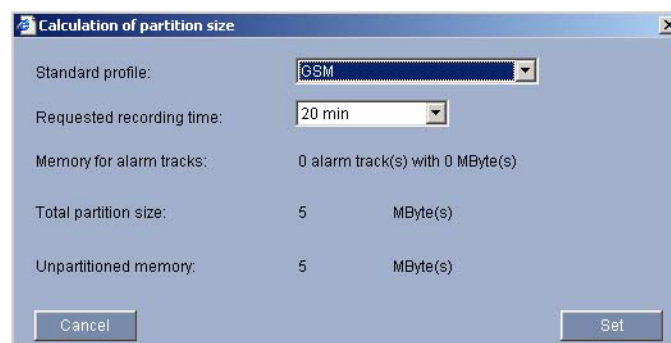 Calculation of partition size
Standard profile: GSM
Requested recording time: 20 min
Memory for alarm tracks: 0 alarm track(s) with 0 MByte(s)
Total partition size: 5 MByte(s)
Unpartitioned memory: 5 MByte(s)
Cancel Set